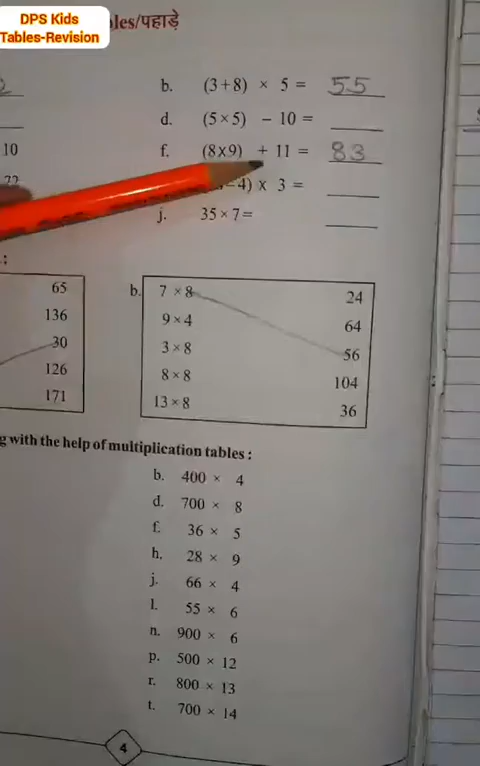 DPS Kids
Tables-Revision
les/पहाड़े
b. (3+8) × 5 = 55
d. (5×5) - 10 =
10
f. (8×9) + 11 = 83
- 4) × 3 =
j. 35×7=
:
65
136
30
126
171
b. 7 ×8 24
9×4 64
3×8 56
8×8 104
13×8 36
g with the help of multiplication tables :
b. 400 × 4
d. 700 × 8
f. 36 × 5
h. 28 × 9
j. 66 × 4
l. 55 × 6
n. 900 × 6
p. 500 × 12
r. 800 × 13
t. 700 × 14
4